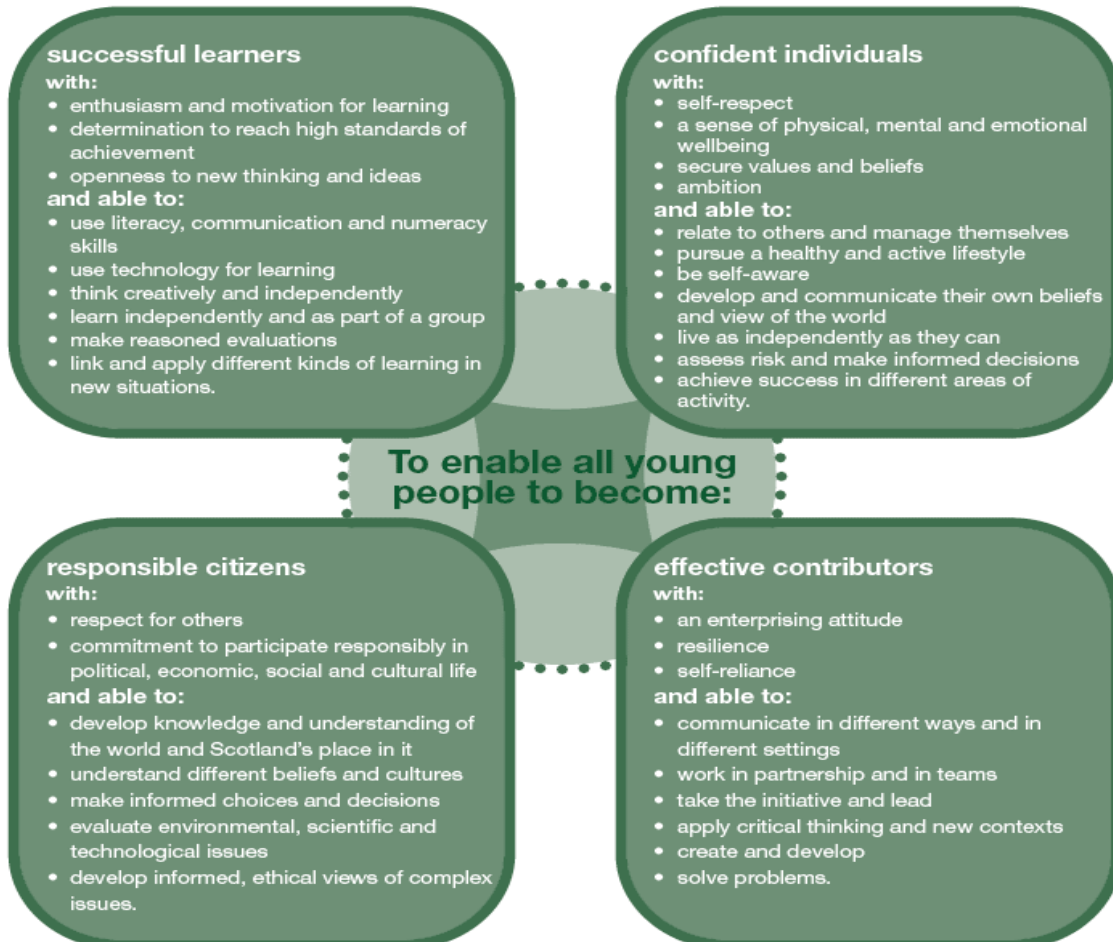 successful learners
with:
• enthusiasm and motivation for learning
• determination to reach high standards of
achievement
• openness to new thinking and ideas
and able to:
• use literacy, communication and numeracy
skills
• use technology for learning
• think creatively and independently
• learn independently and as part of a group
• make reasoned evaluations
• link and apply different kinds of learning in
new situations.
confident individuals
with:
• self-respect
• a sense of physical, mental and emotional
wellbeing
• secure values and beliefs
• ambition
and able to:
• relate to others and manage themselves
• pursue a healthy and active lifestyle
• be self-aware
• develop and communicate their own beliefs
and view of the world
• live as independently as they can
• assess risk and make informed decisions
• achieve success in different areas of
activity.
To enable all young
people to become:
responsible citizens
with:
• respect for others
• commitment to participate responsibly in
political, economic, social and cultural life
and able to:
• develop knowledge and understanding of
the world and Scotland's place in it
• understand different beliefs and cultures
• make informed choices and decisions
• evaluate environmental, scientific and
technological issues
• develop informed, ethical views of complex
issues.
effective contributors
with:
• an enterprising attitude
• resilience
• self-reliance
and able to:
• communicate in different ways and in
different settings
• work in partnership and in teams
• take the initiative and lead
• apply critical thinking and new contexts
• create and develop
• solve problems.